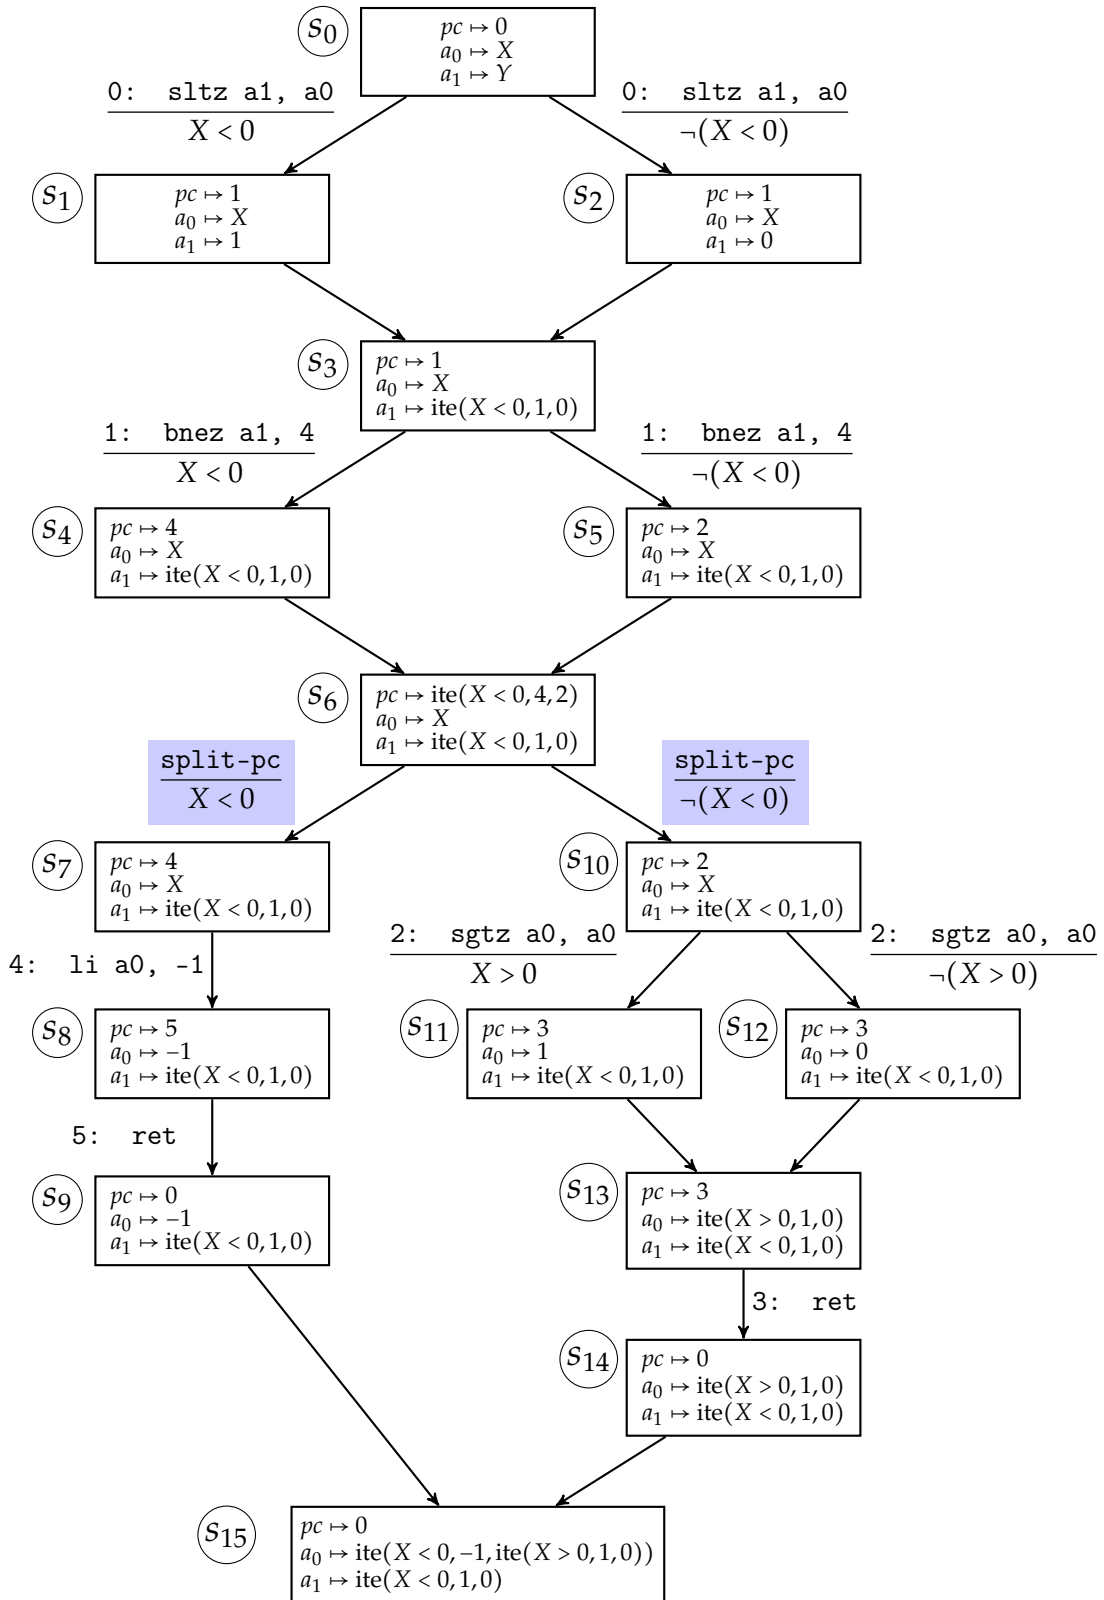 s0
pc ↦ 0
a0 ↦ X
a1 ↦ Y
0: sltz a1, a0
X < 0
0: sltz a1, a0
¬(X < 0)
s1
pc ↦ 1
a0 ↦ X
a1 ↦ 1
s2
pc ↦ 1
a0 ↦ X
a1 ↦ 0
s3
pc ↦ 1
a0 ↦ X
a1 ↦ ite(X < 0, 1, 0)
1: bnez a1, 4
X < 0
1: bnez a1, 4
¬(X < 0)
s4
pc ↦ 4
a0 ↦ X
a1 ↦ ite(X < 0, 1, 0)
s5
pc ↦ 2
a0 ↦ X
a1 ↦ ite(X < 0, 1, 0)
s6
pc ↦ ite(X < 0, 4, 2)
a0 ↦ X
a1 ↦ ite(X < 0, 1, 0)
split-pc
X < 0
split-pc
¬(X < 0)
s7
pc ↦ 4
a0 ↦ X
a1 ↦ ite(X < 0, 1, 0)
s10
pc ↦ 2
a0 ↦ X
a1 ↦ ite(X < 0, 1, 0)
4: li a0, -1
2: sgtz a0, a0
X > 0
2: sgtz a0, a0
¬(X > 0)
s8
pc ↦ 5
a0 ↦ −1
a1 ↦ ite(X < 0, 1, 0)
s11
pc ↦ 3
a0 ↦ 1
a1 ↦ ite(X < 0, 1, 0)
s12
pc ↦ 3
a0 ↦ 0
a1 ↦ ite(X < 0, 1, 0)
5: ret
s9
pc ↦ 0
a0 ↦ −1
a1 ↦ ite(X < 0, 1, 0)
s13
pc ↦ 3
a0 ↦ ite(X > 0, 1, 0)
a1 ↦ ite(X < 0, 1, 0)
3: ret
s14
pc ↦ 0
a0 ↦ ite(X > 0, 1, 0)
a1 ↦ ite(X < 0, 1, 0)
s15
pc ↦ 0
a0 ↦ ite(X < 0, −1, ite(X > 0, 1, 0))
a1 ↦ ite(X < 0, 1, 0)